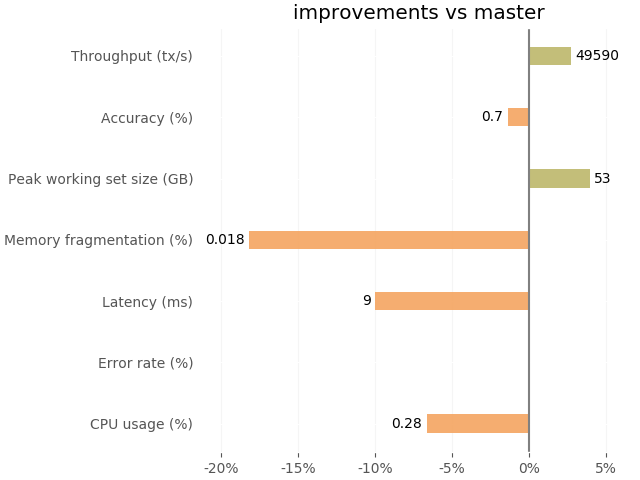 improvements vs master
Throughput (tx/s) 49590
Accuracy (%) 0.7
Peak working set size (GB) 53
Memory fragmentation (%) 0.018
Latency (ms) 9
Error rate (%)
CPU usage (%) 0.28
-20% -15% -10% -5% 0% 5%